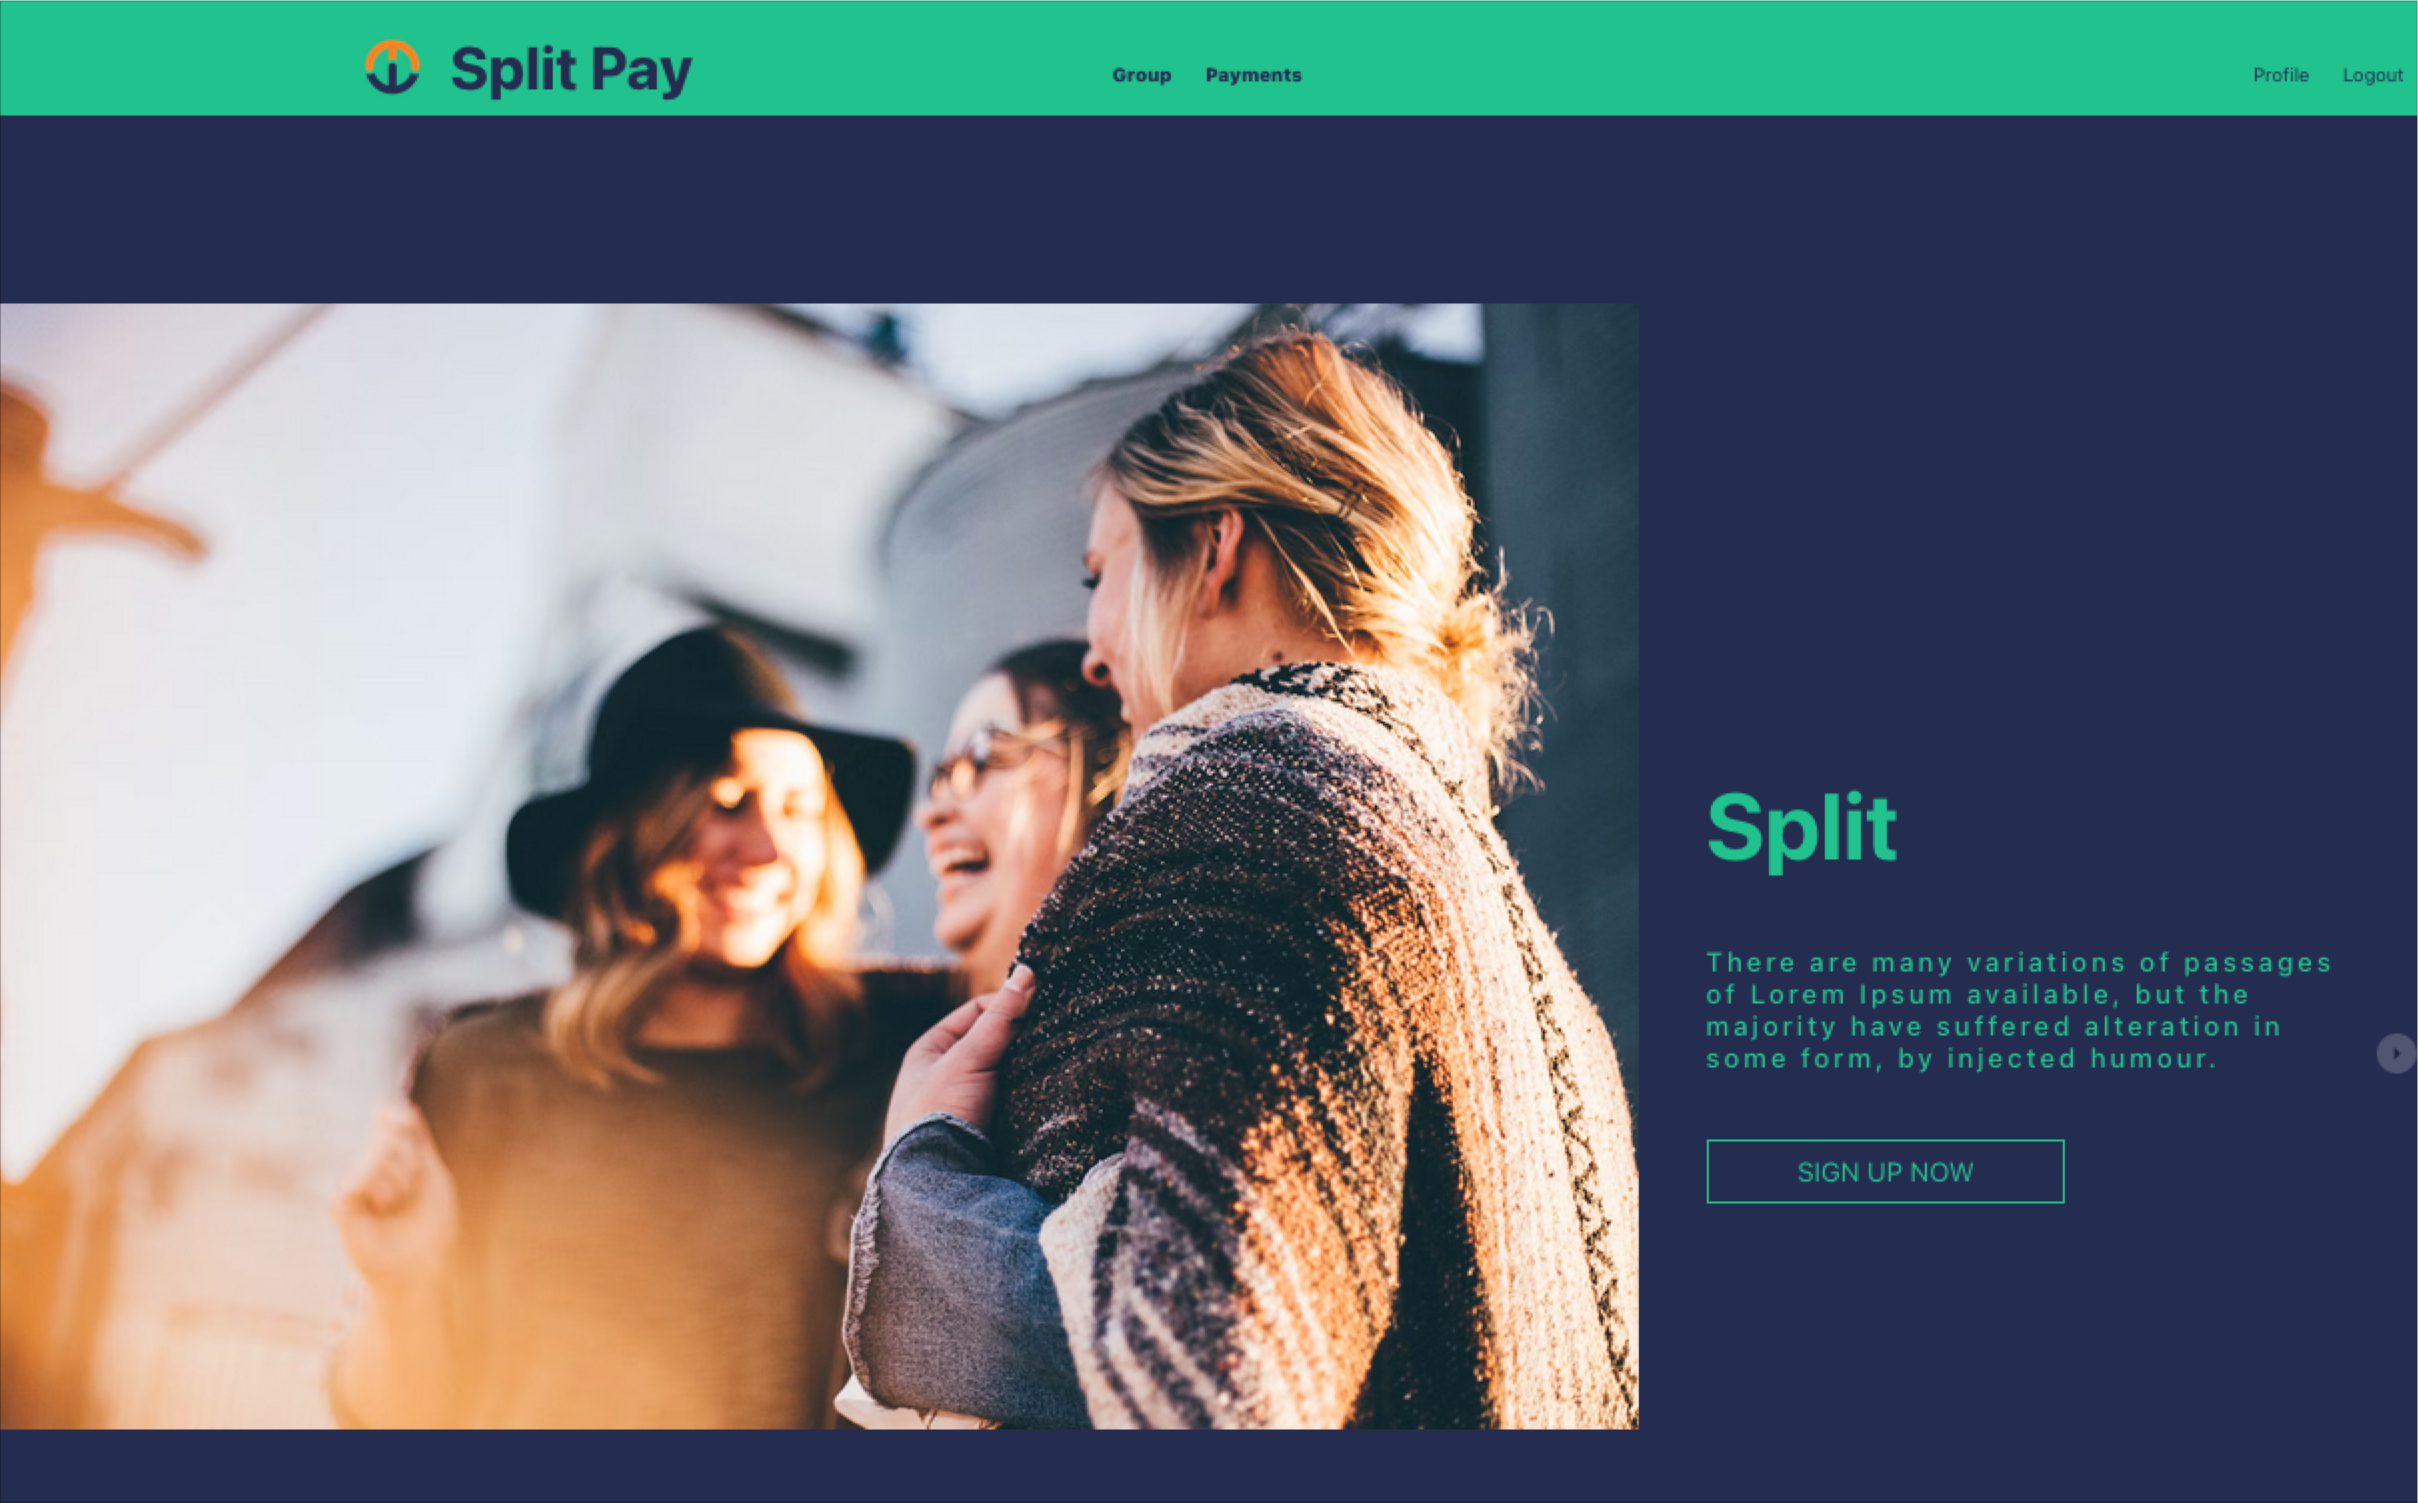 Split Pay
Group Payments
Profile Logout
Split
There are many variations of passages
of Lorem Ipsum available, but the
majority have suffered alteration in
some form, by injected humour.
SIGN UP NOW